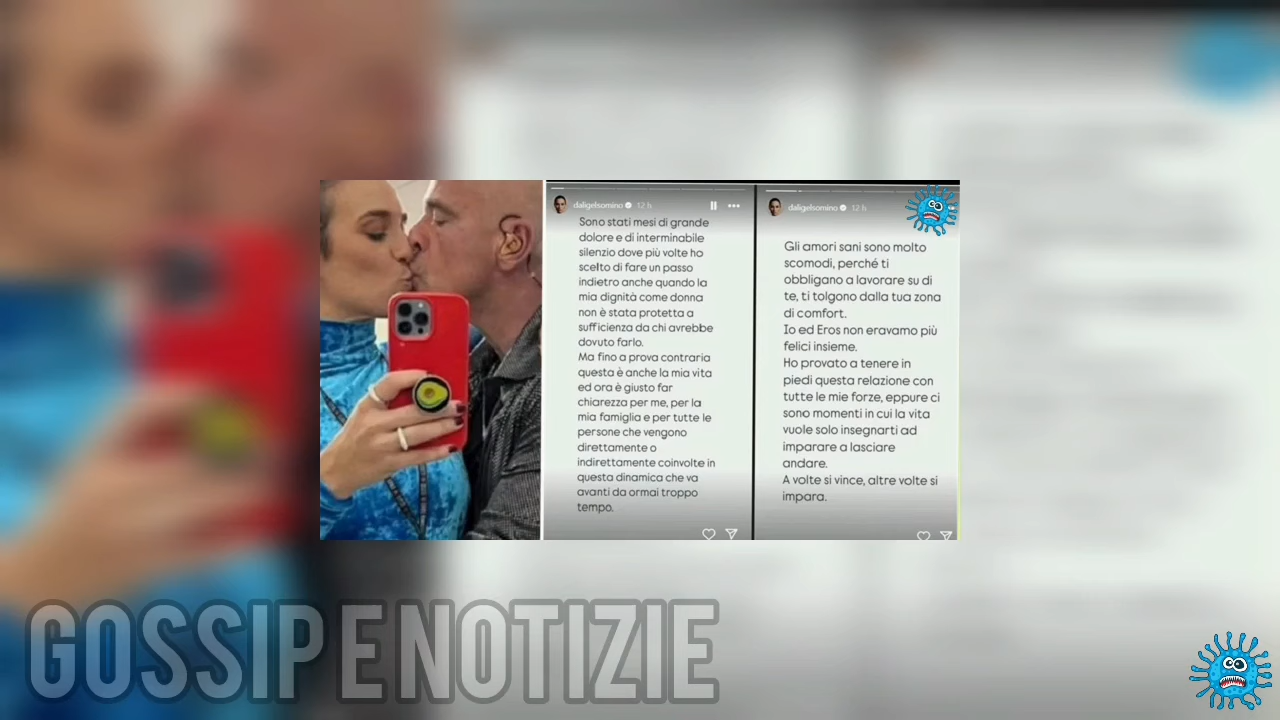 daligelsomino 12 h
Sono stati mesi di grande
dolore e di interminabile
silenzio dove più volte ho
scelto di fare un passo
indietro anche quando la
mia dignità come donna
non è stata protetta a
sufficienza da chi avrebbe
dovuto farlo.
Ma fino a prova contraria
questa è anche la mia vita
ed ora è giusto far
chiarezza per me, per la
mia famiglia e per tutte le
persone che vengono
direttamente o
indirettamente coinvolte in
questa dinamica che va
avanti da ormai troppo
tempo.
daligelsomino 12 h
Gli amori sani sono molto
scomodi, perché ti
obbligano a lavorare su di
te, ti tolgono dalla tua zona
di comfort.
Io ed Eros non eravamo più
felici insieme.
Ho provato a tenere in
piedi questa relazione con
tutte le mie forze, eppure ci
sono momenti in cui la vita
vuole solo insegnarti ad
imparare a lasciare
andare.
A volte si vince, altre volte si
impara.
GOSSIP E NOTIZIE